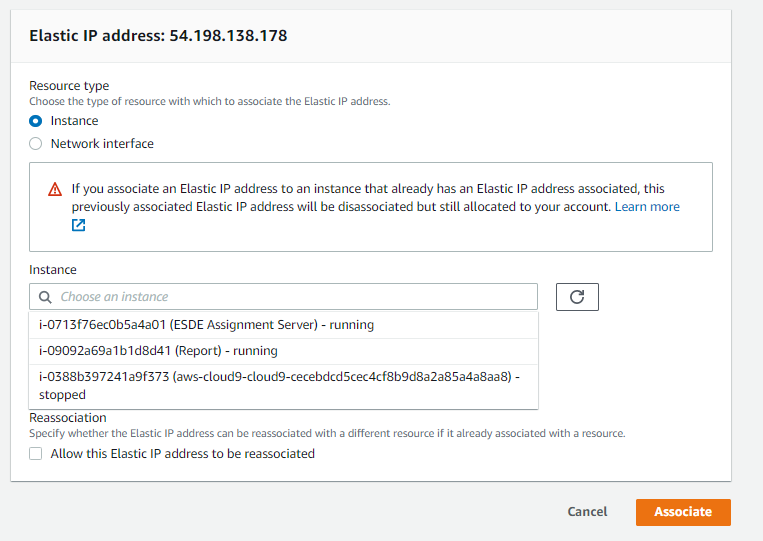 Elastic IP address: 54.198.138.178
Resource type
Choose the type of resource with which to associate the Elastic IP address.
Instance
Network interface
If you associate an Elastic IP address to an instance that already has an Elastic IP address associated, this
previously associated Elastic IP address will be disassociated but still allocated to your account. Learn more
Instance
Choose an instance
i-0713f76ec0b5a4a01 (ESDE Assignment Server) - running
i-09092a69a1b1d8d41 (Report) - running
i-0388b397241a9f373 (aws-cloud9-cloud9-cecebdcd5cec4cf8b9d8a2a85a4a8aa8) -
stopped
Reassociation
Specify whether the Elastic IP address can be reassociated with a different resource if it already associated with a resource.
Allow this Elastic IP address to be reassociated
Cancel
Associate